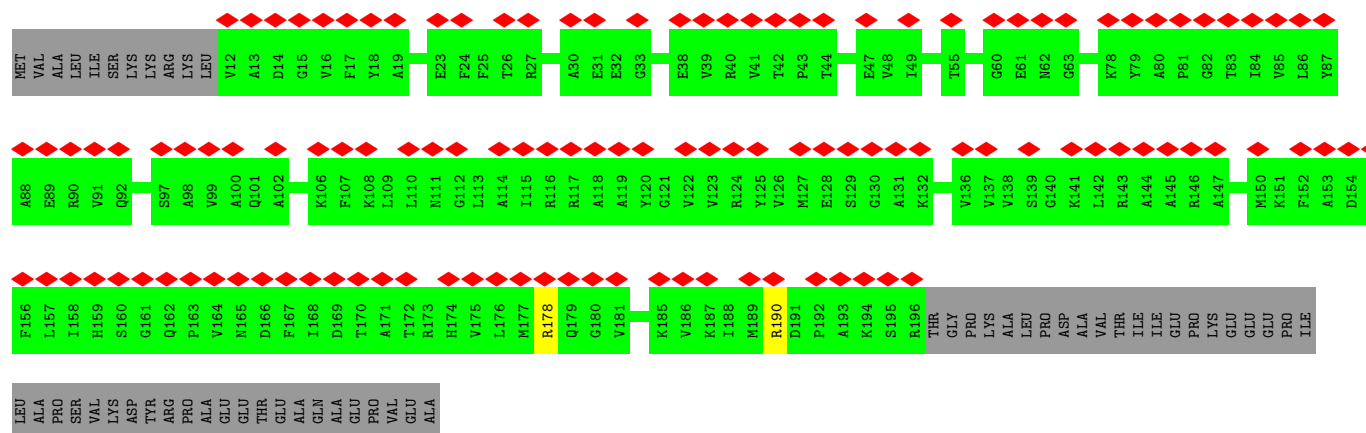 MET VAL ALA LEU ILE SER LYS LYS ARG LYS LEU V12 A13 D14 G15 V16 F17 Y18 A19 E23 F24 F25 T26 R27 A30 E31 E32 G33 E38 V39 R40 V41 T42 P43 T44 E47 V48 I49 T55 G60 E61 N62 G63 K78 Y79 A80 P81 G82 T83 I84 V85 L86 Y87
A88 E89 R90 V91 Q92 S97 A98 V99 A100 Q101 A102 K106 F107 K108 L109 L110 N111 G112 L113 A114 I115 R116 R117 A118 A119 Y120 G121 V122 V123 R124 Y125 V126 M127 E128 S129 G130 A131 K132 V136 V137 V138 S139 G140 K141 L142 R143 A144 A145 R146 A147 M150 K151 F152 A153 D154
F156 L157 I158 H159 S160 G161 Q162 P163 V164 N165 D166 F167 I168 D169 T170 A171 T172 R173 H174 V175 L176 M177 R178 Q179 G180 V181 K185 V186 K187 I188 M189 R190 D191 P192 A193 K194 S195 R196 THR GLY PRO LYS ALA LEU PRO ASP ALA VAL THR ILE ILE GLU PRO LYS GLU GLU GLU PRO ILE
LEU ALA PRO SER VAL LYS ASP TYR ARG PRO ALA GLU GLU THR GLU ALA GLN ALA GLU PRO VAL GLU ALA